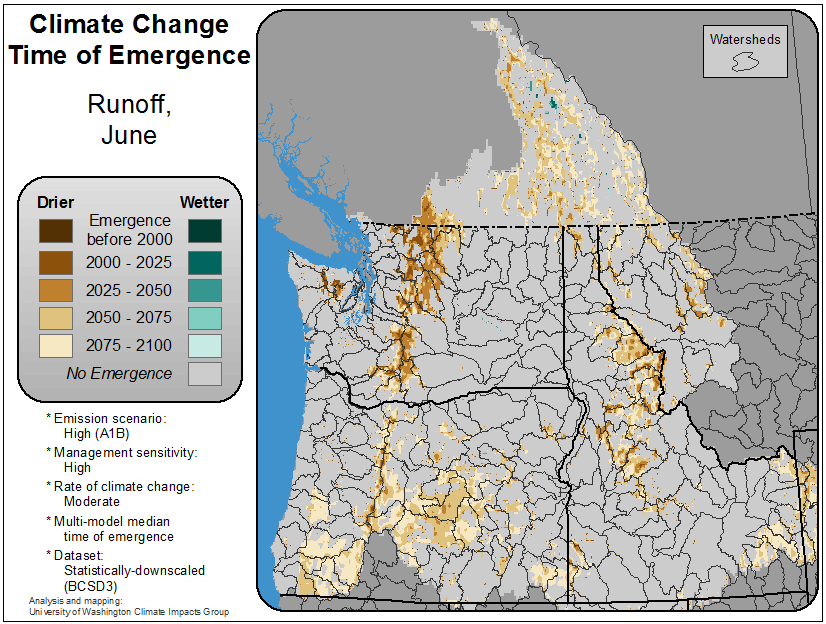 Climate Change
Time of Emergence
Runoff,
June
Watersheds
Drier
Wetter
Emergence
before 2000
2000 - 2025
2025 - 2050
2050 - 2075
2075 - 2100
No Emergence
* Emission scenario:
High (A1B)
* Management sensitivity:
High
* Rate of climate change:
Moderate
* Multi-model median
time of emergence
* Dataset:
Statistically-downscaled
(BCSD3)
Analysis and mapping:
University of Washington Climate Impacts Group